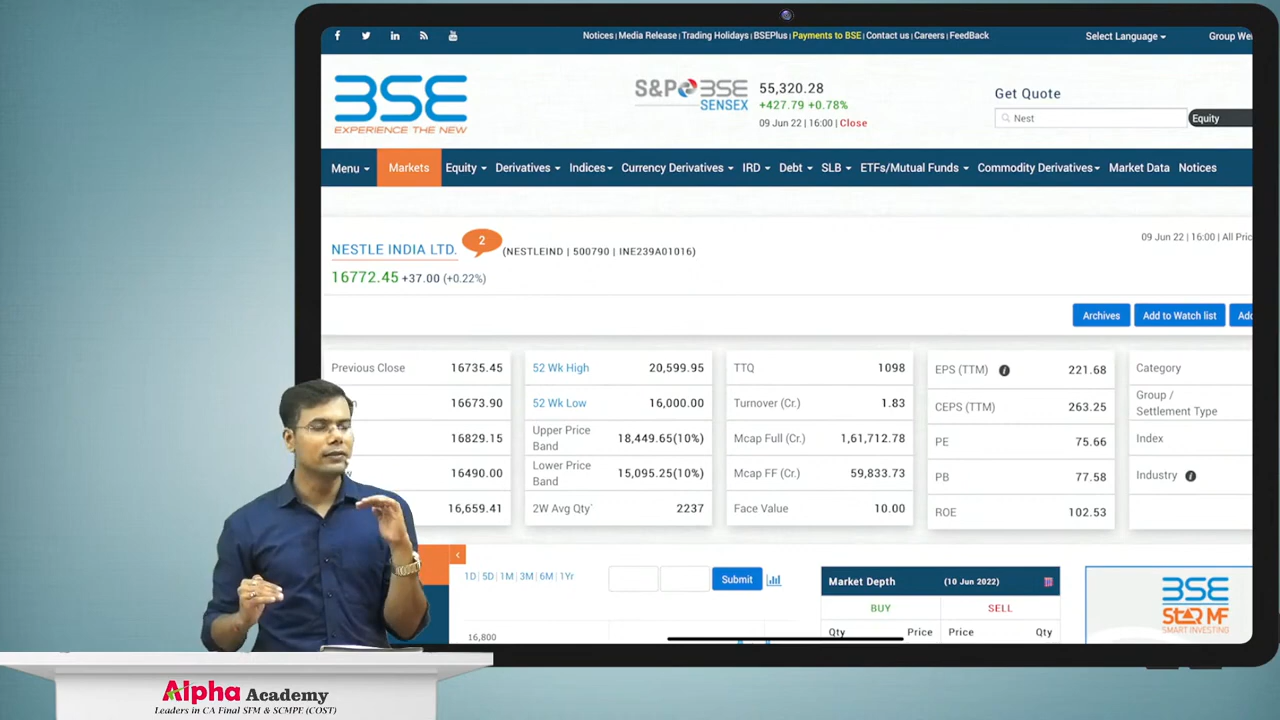 Notices | Media Release | Trading Holidays | BSEPlus | Payments to BSE | Contact us | Careers | FeedBack
Select Language
Group
BSE
EXPERIENCE THE NEW
S&P BSE
SENSEX
55,320.28
+427.79 +0.78%
09 Jun 22 | 16:00 | Close
Get Quote
Nest
Equity
Menu
Markets
Equity
Derivatives
Indices
Currency Derivatives
IRD
Debt
SLB
ETFs/Mutual Funds
Commodity Derivatives
Market Data
Notices
NESTLE INDIA LTD.
2
(NESTLEIND | 500790 | INE239A01016)
09 Jun 22 | 16:00 | All
16772.45 +37.00 (+0.22%)
Archives
Add to Watch list
Previous Close 16735.45
16673.90
16829.15
16490.00
16,659.41
52 Wk High 20,599.95
52 Wk Low 16,000.00
Upper Price Band 18,449.65(10%)
Lower Price Band 15,095.25(10%)
2W Avg Qty 2237
TTQ 1098
Turnover (Cr.) 1.83
Mcap Full (Cr.) 1,61,712.78
Mcap FF (Cr.) 59,833.73
Face Value 10.00
EPS (TTM) 221.68
CEPS (TTM) 263.25
PE 75.66
PB 77.58
ROE 102.53
Category
Group /
Settlement Type
Index
Industry
1D | 5D | 1M | 3M | 6M | 1Yr
Submit
16,800
Market Depth (10 Jun 2022)
BUY SELL
Qty Price Price Qty
BSE
STAR MF
SMART INVESTING
Alpha Academy
Leaders in CA Final SFM & SCMPE (COST)